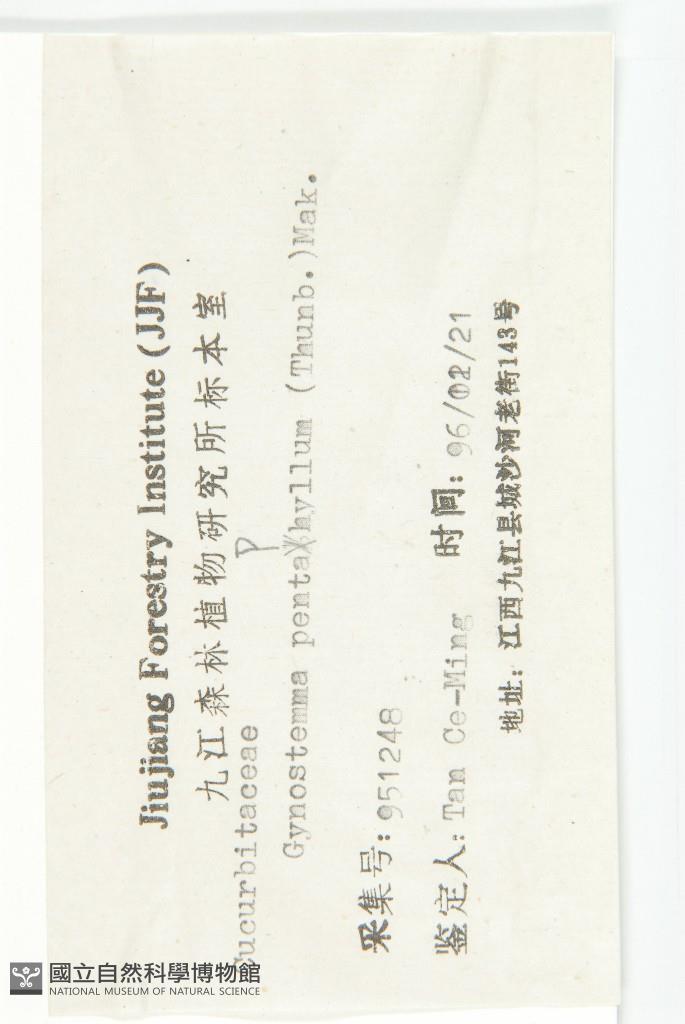 Jiujiang Forestry Institute (JJF)
九江森林植物研究所标本室
Cucurbitaceae
P
Gynostemma pentaxhyllum (Thunb.)Mak.
采集号: 951248
鉴定人: Tan Ce-Ming 时间: 96/02/21
地址: 江西九江县城沙河老街143号
國立自然科學博物館
NATIONAL MUSEUM OF NATURAL SCIENCE